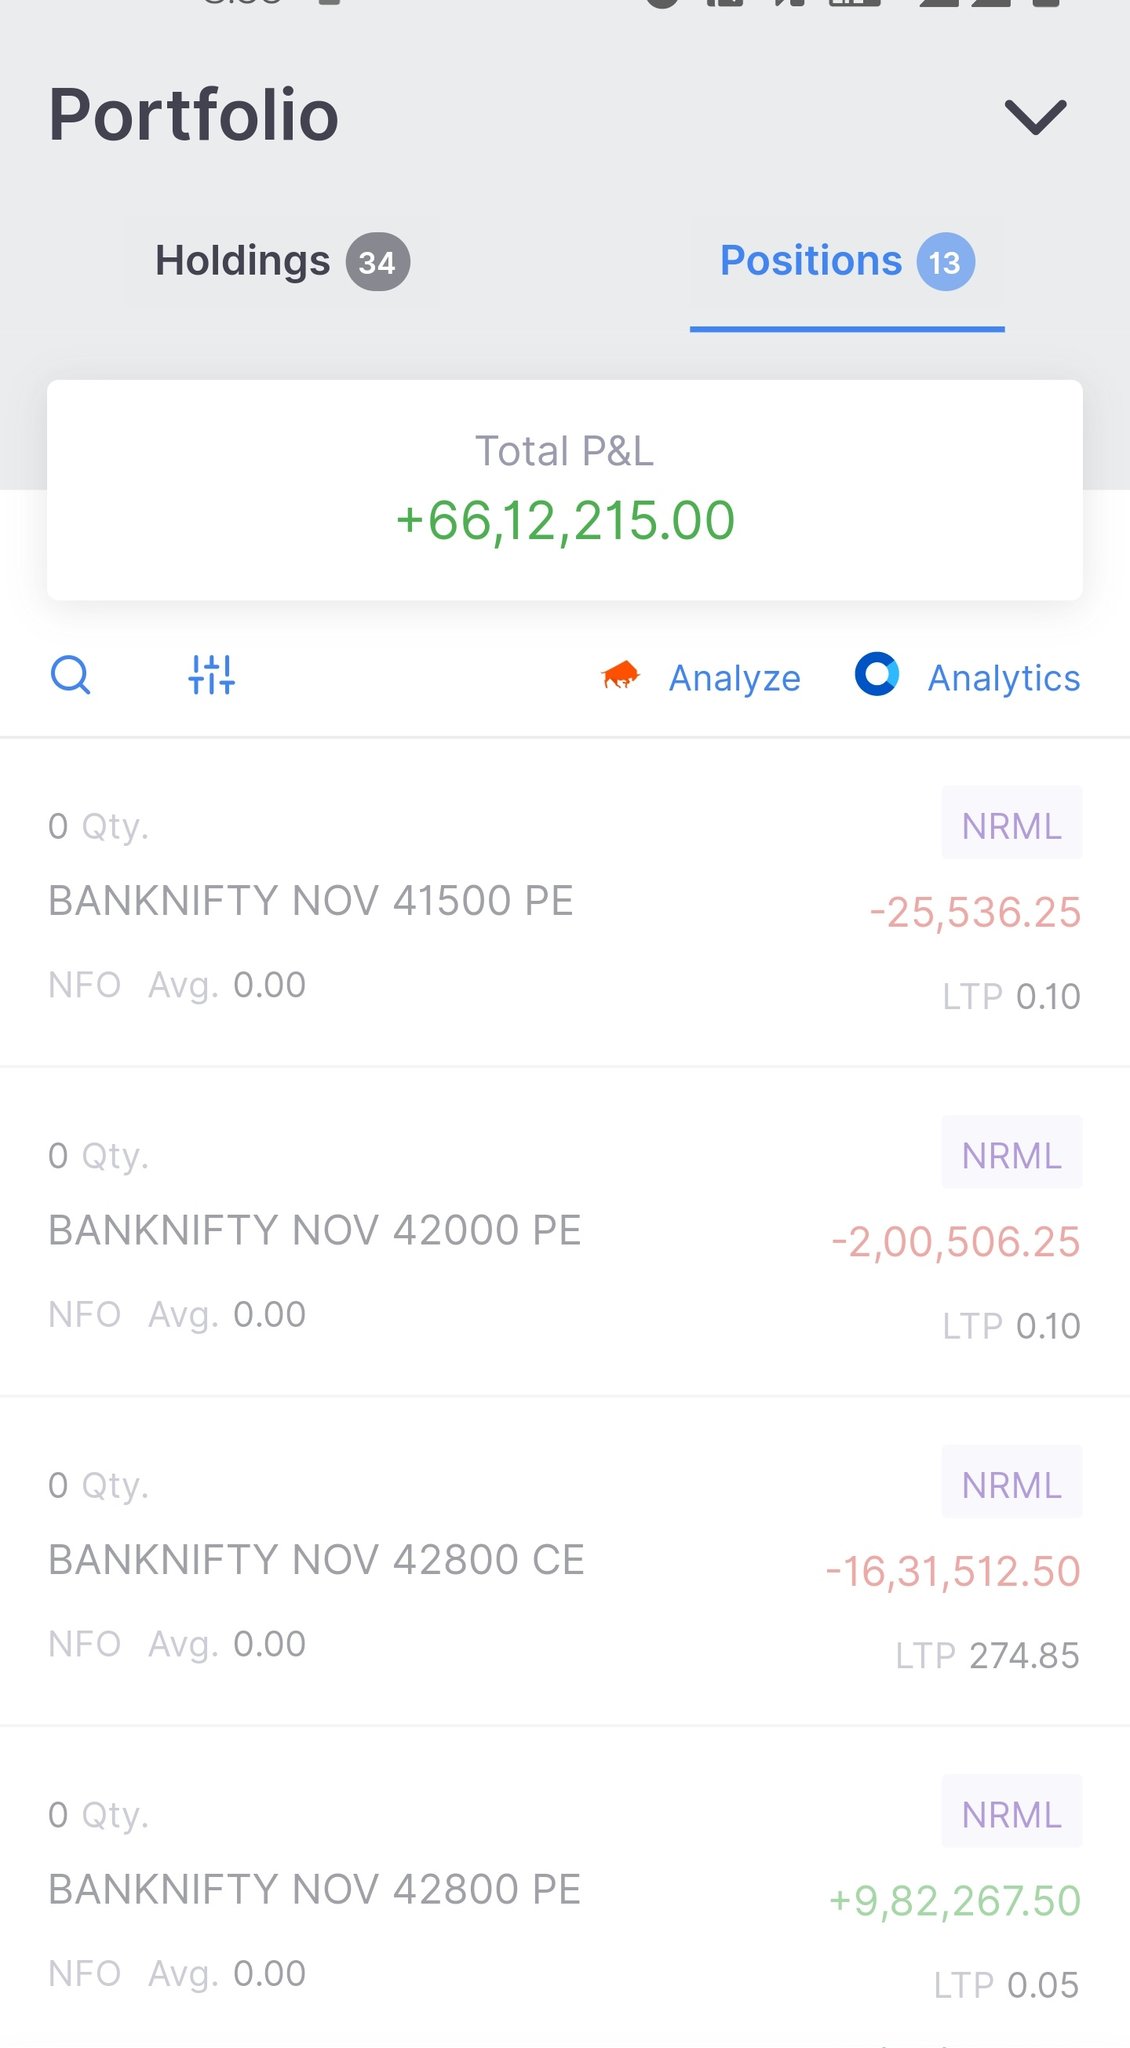 Portfolio
Holdings 34
Positions 13
Total P&L
+66,12,215.00
Analyze
Analytics
0 Qty.
NRML
BANKNIFTY NOV 41500 PE
-25,536.25
NFO Avg. 0.00
LTP 0.10
0 Qty.
NRML
BANKNIFTY NOV 42000 PE
-2,00,506.25
NFO Avg. 0.00
LTP 0.10
0 Qty.
NRML
BANKNIFTY NOV 42800 CE
-16,31,512.50
NFO Avg. 0.00
LTP 274.85
0 Qty.
NRML
BANKNIFTY NOV 42800 PE
+9,82,267.50
NFO Avg. 0.00
LTP 0.05